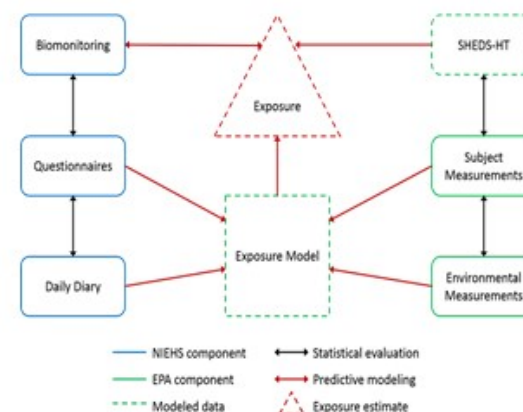 Biomonitoring
SHEDS-HT
Exposure
Questionnaires
Subject
Measurements
Exposure Model
Daily Diary
Environmental
Measurements
NIEHS component
Statistical evaluation
EPA component
Predictive modeling
Modeled data
Exposure estimate